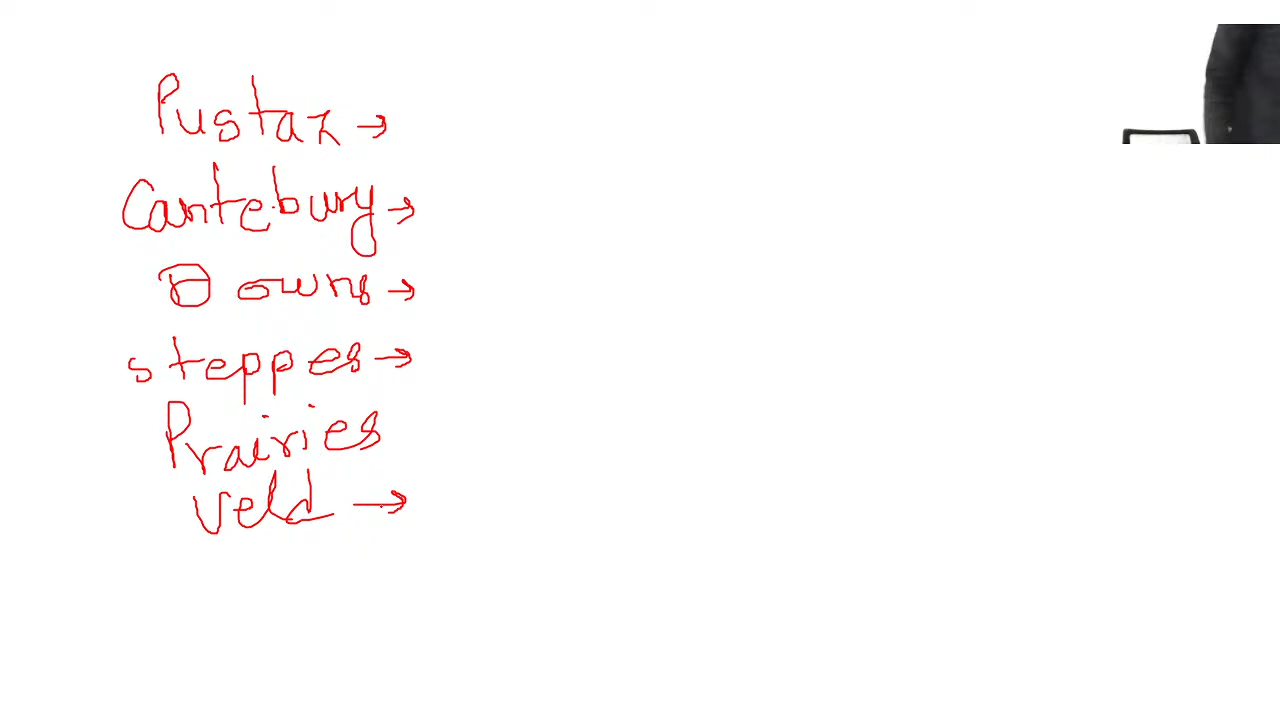 Pustaz →
Cantebury →
Downs →
steppes →
Prairies
Veld →